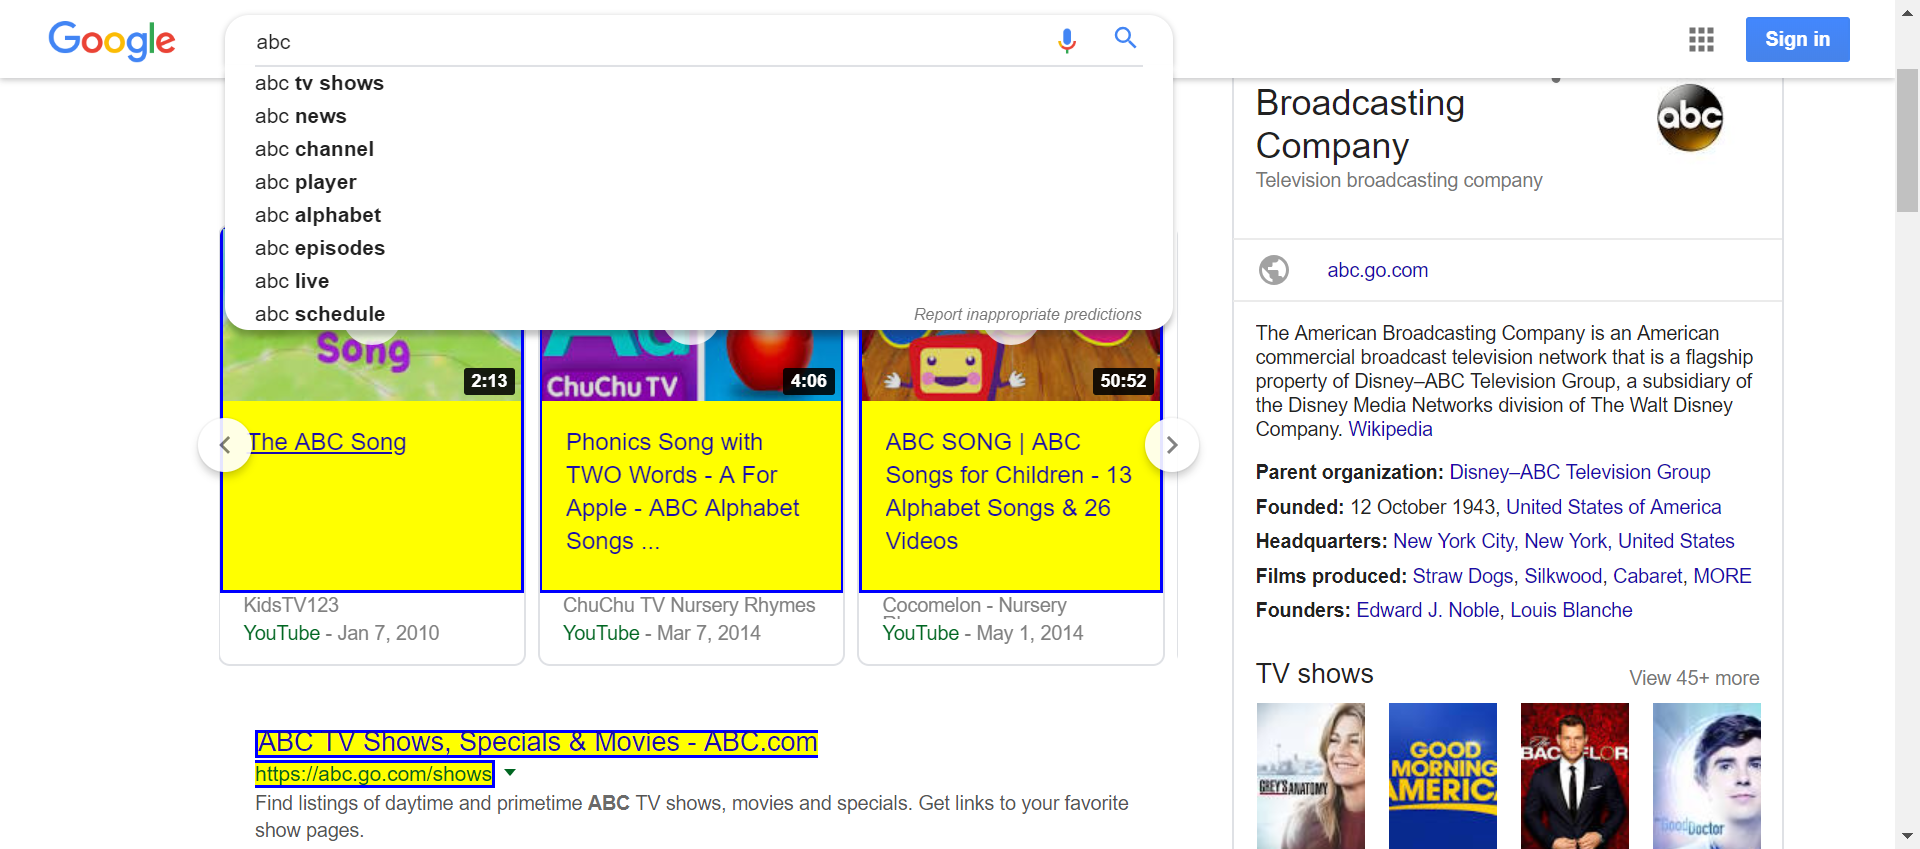 Google
abc
Sign in
abc tv shows
abc news
abc channel
abc player
abc alphabet
abc episodes
abc live
abc schedule
Report inappropriate predictions
Song
2:13
ChuChu TV
4:06
50:52
The ABC Song
Phonics Song with
TWO Words - A For
Apple - ABC Alphabet
Songs ...
ABC SONG | ABC
Songs for Children - 13
Alphabet Songs & 26
Videos
KidsTV123
YouTube - Jan 7, 2010
ChuChu TV Nursery Rhymes
YouTube - Mar 7, 2014
Cocomelon - Nursery
YouTube - May 1, 2014
ABC TV Shows, Specials & Movies - ABC.com
https://abc.go.com/shows
Find listings of daytime and primetime ABC TV shows, movies and specials. Get links to your favorite
show pages.
Broadcasting
Company
abc
Television broadcasting company
abc.go.com
The American Broadcasting Company is an American
commercial broadcast television network that is a flagship
property of Disney–ABC Television Group, a subsidiary of
the Disney Media Networks division of The Walt Disney
Company. Wikipedia
Parent organization: Disney–ABC Television Group
Founded: 12 October 1943, United States of America
Headquarters: New York City, New York, United States
Films produced: Straw Dogs, Silkwood, Cabaret, MORE
Founders: Edward J. Noble, Louis Blanche
TV shows
View 45+ more
GREY'S ANATOMY
GOOD
MORNING
AMERICA
The
BACHELOR
the Good Doctor